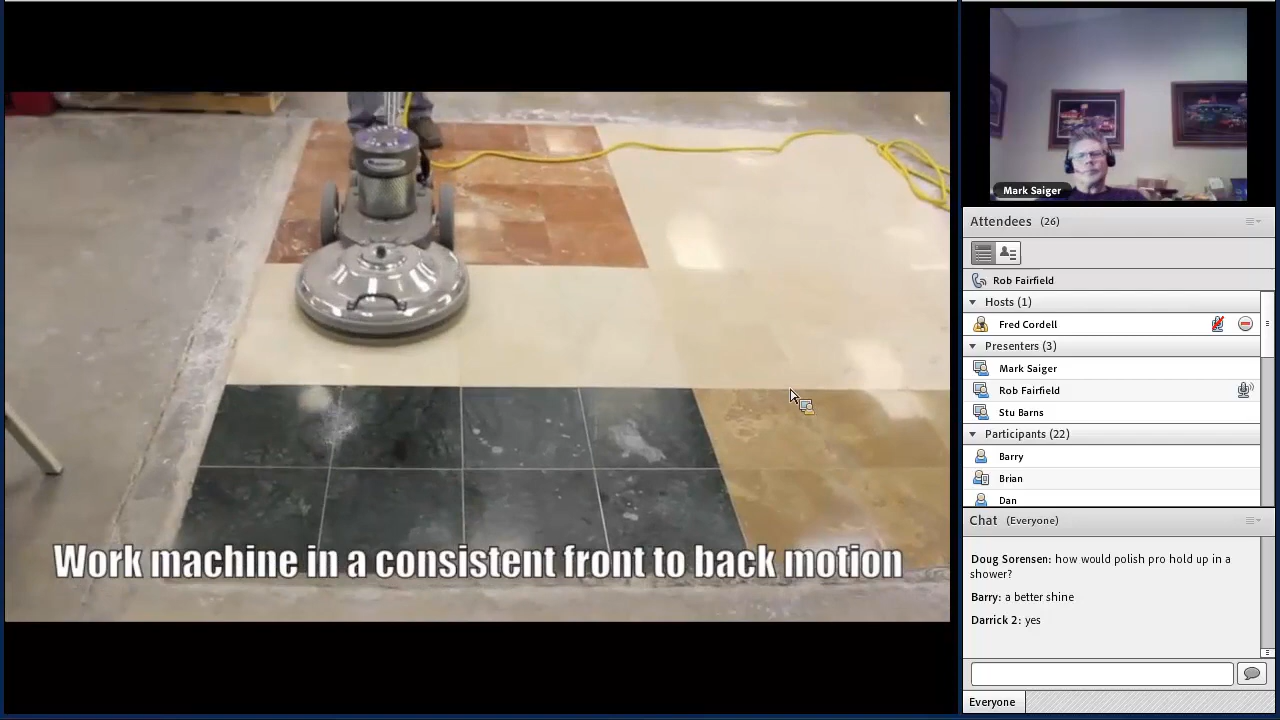 Work machine in a consistent front to back motion
Mark Saiger
Attendees (26)
Rob Fairfield
Hosts (1)
Fred Cordell
Presenters (3)
Mark Saiger
Rob Fairfield
Stu Barns
Participants (22)
Barry
Brian
Dan
Chat (Everyone)
Doug Sorensen: how would polish pro hold up in a
shower?
Barry: a better shine
Darrick 2: yes
Everyone